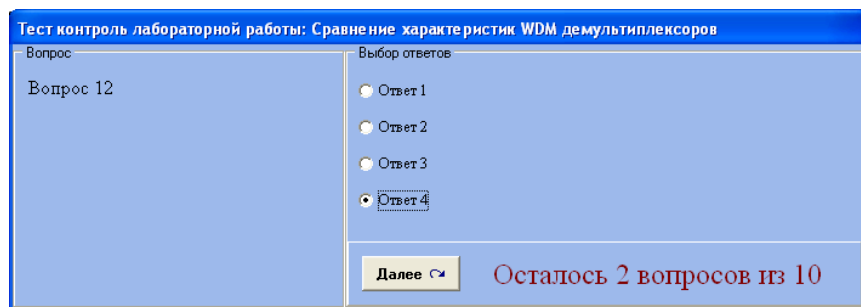 Тест контроль лабораторной работы: Сравнение характеристик WDM демультиплексоров
Вопрос
Вопрос 12
Выбор ответов
Ответ 1
Ответ 2
Ответ 3
Ответ 4
Далее
Осталось 2 вопросов из 10